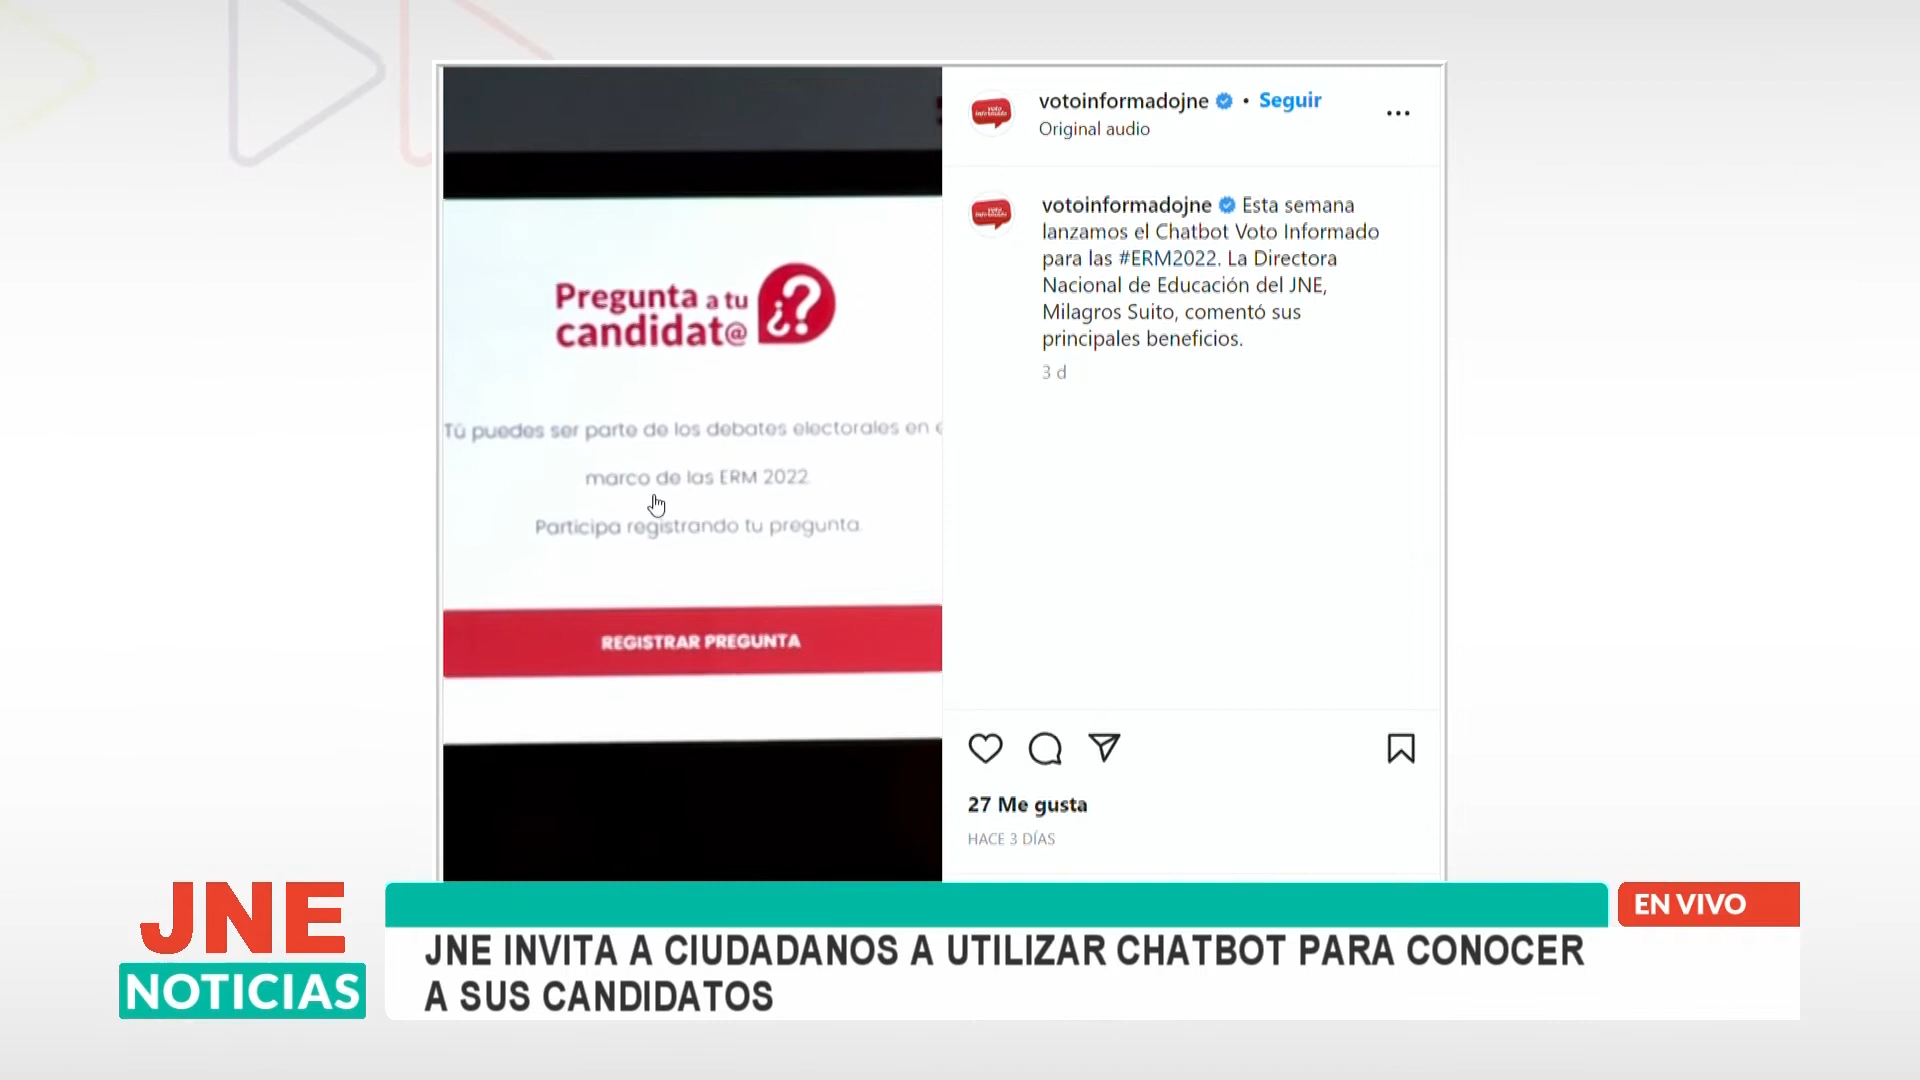 votoinformadojne • Seguir
Original audio
votoinformadojne Esta semana
lanzamos el Chatbot Voto Informado
para las #ERM2022. La Directora
Nacional de Educación del JNE,
Milagros Suito, comentó sus
principales beneficios.
3 d
Pregunta a tu
candidat@
¿?
Tú puedes ser parte de los debates electorales en
marco de las ERM 2022
Participa registrando tu pregunta.
REGISTRAR PREGUNTA
27 Me gusta
HACE 3 DÍAS
JNE
NOTICIAS
EN VIVO
JNE INVITA A CIUDADANOS A UTILIZAR CHATBOT PARA CONOCER
A SUS CANDIDATOS